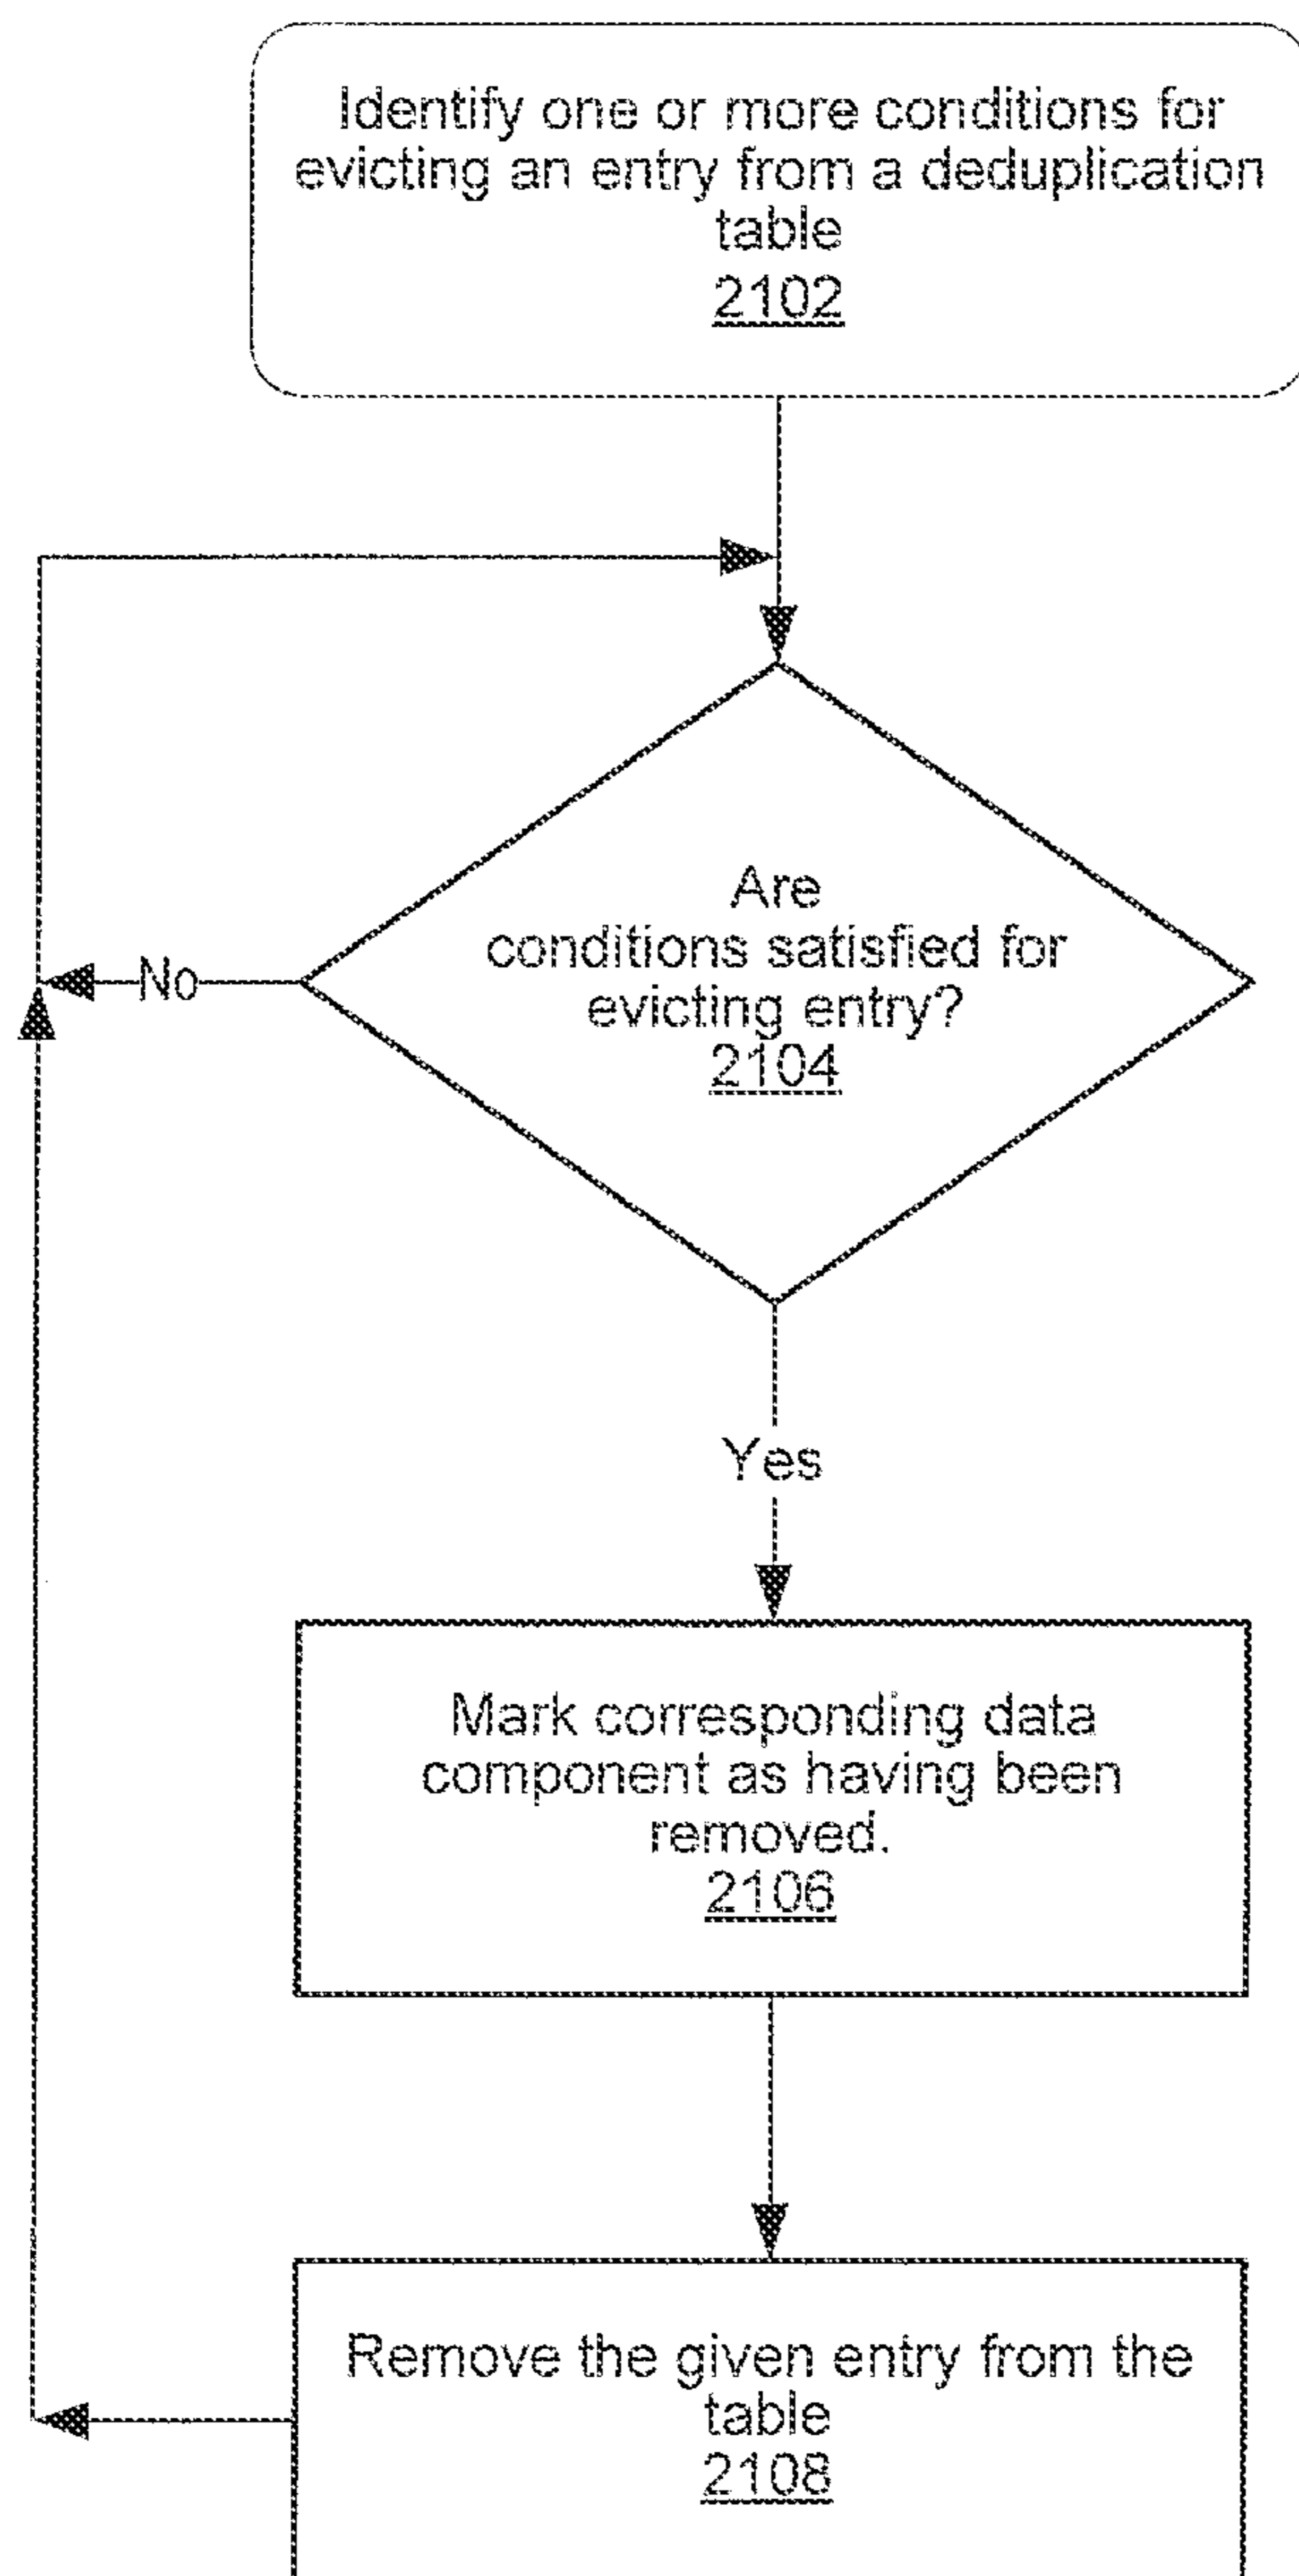 Identify one or more conditions for
evicting an entry from a deduplication
table
2102
Are
conditions satisfied for
evicting entry?
2104
No
Yes
Mark corresponding data
component as having been
removed.
2106
Remove the given entry from the
table
2108